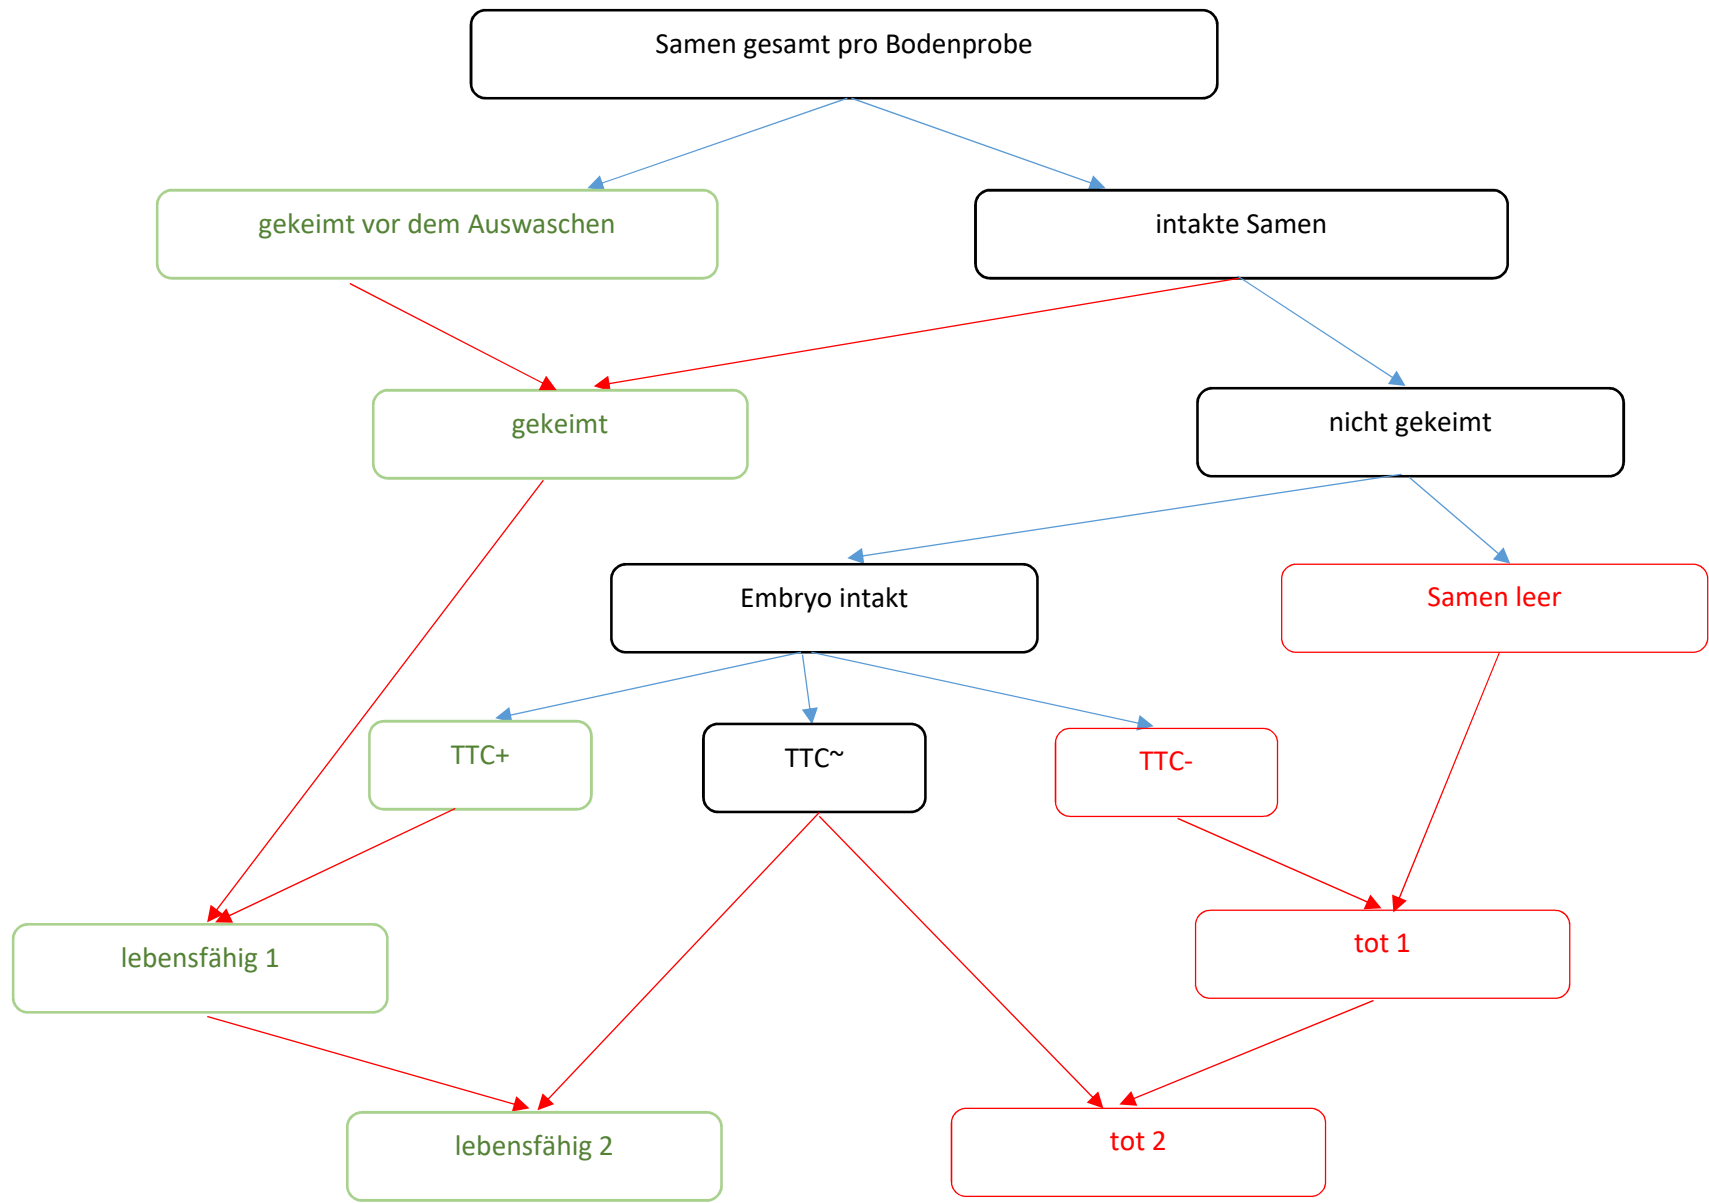 Samen gesamt pro Bodenprobe
gekeimt vor dem Auswaschen
intakte Samen
gekeimt
nicht gekeimt
Embryo intakt
Samen leer
TTC+
TTC~
TTC-
lebensfähig 1
tot 1
lebensfähig 2
tot 2